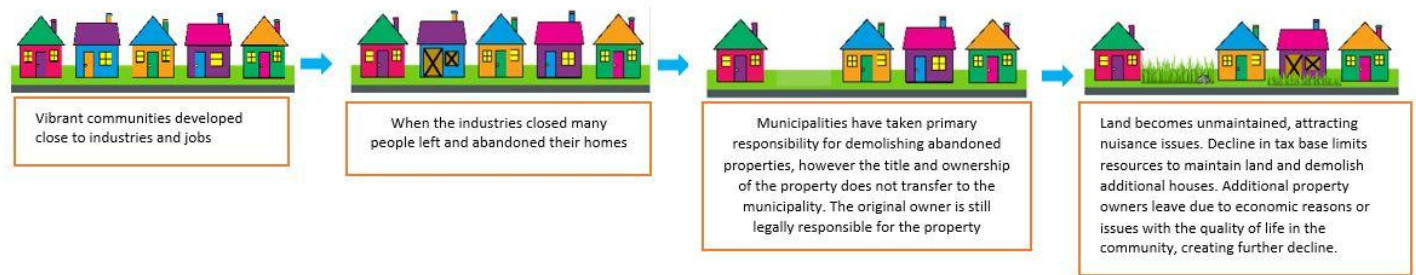 Vibrant communities developed
close to industries and jobs
When the industries closed many
people left and abandoned their homes
Municipalities have taken primary
responsibility for demolishing abandoned
properties, however the title and ownership
of the property does not transfer to the
municipality. The original owner is still
legally responsible for the property
Land becomes unmaintained, attracting
nuisance issues. Decline in tax base limits
resources to maintain land and demolish
additional houses. Additional property
owners leave due to economic reasons or
issues with the quality of life in the
community, creating further decline.